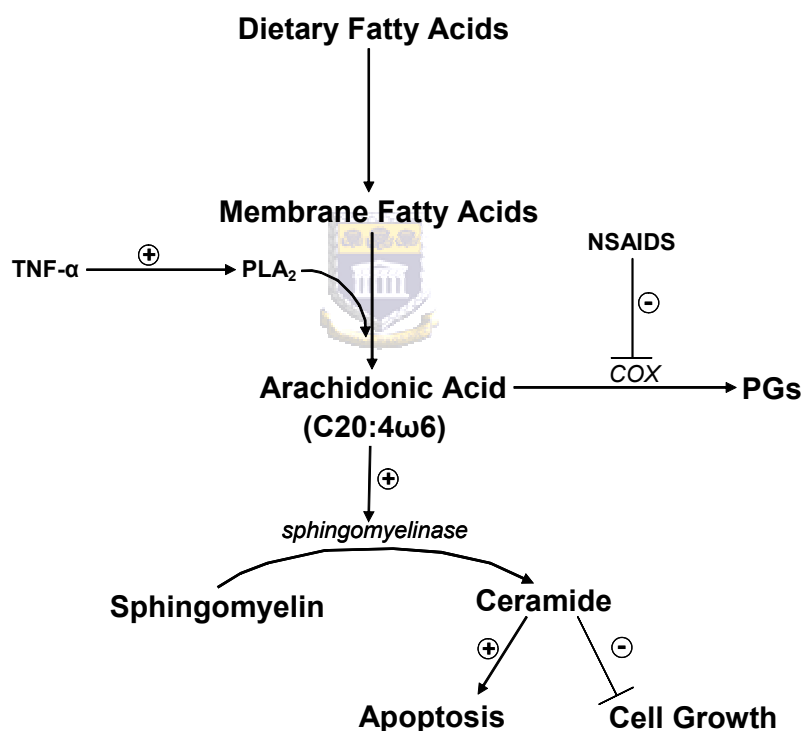 Dietary Fatty Acids
Membrane Fatty Acids
NSAIDS
TNF-α
+
PLA₂
-
COX
Arachidonic Acid
PGs
(C20:4ω6)
+
sphingomyelinase
Sphingomyelin
Ceramide
+
-
Apoptosis
Cell Growth